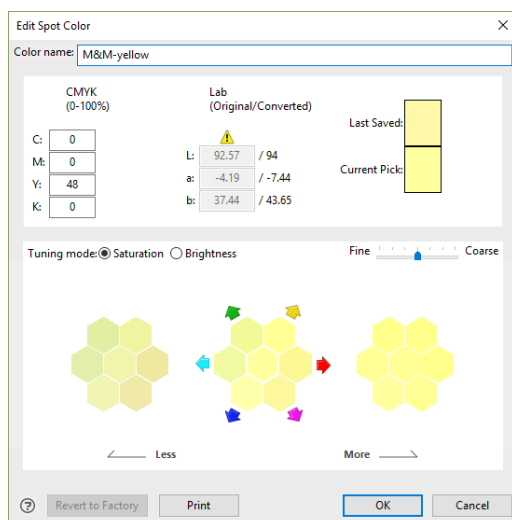 Edit Spot Color
Color name: M&M-yellow
CMYK
(0-100%)
C: 0
M: 0
Y: 48
K: 0
Lab
(Original/Converted)
L: 92.57 / 94
a: -4.19 / -7.44
b: 37.44 / 43.65
Last Saved:
Current Pick:
Tuning mode: Saturation Brightness
Fine Coarse
Less More
? Revert to Factory Print OK Cancel